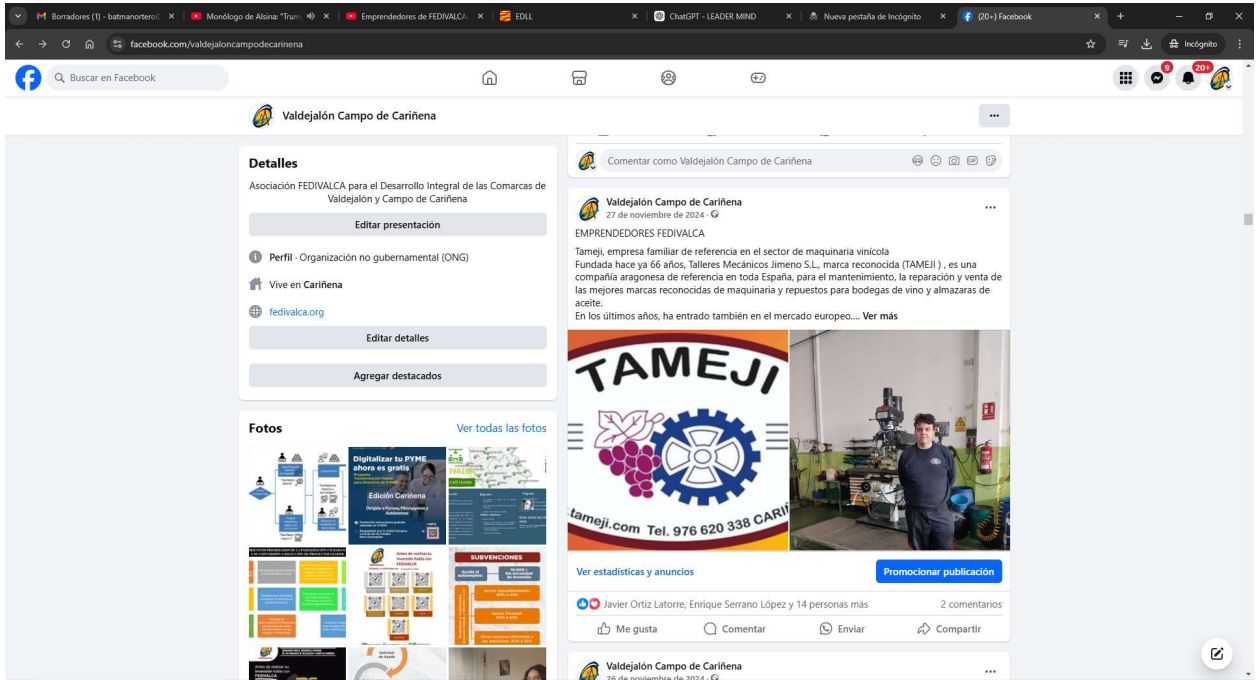 Borradores (1) - batmanortero
Monólogo de Alsina: "Trum
Emprendedores de FEDIVALCA
EDLL
ChatGPT - LEADER MIND
Nueva pestaña de Incógnito
(20+) Facebook
facebook.com/valdejaloncampodecarinena
Incógnito
Buscar en Facebook
9
20+
Valdejalón Campo de Cariñena
Detalles
Asociación FEDIVALCA para el Desarrollo Integral de las Comarcas de
Valdejalón y Campo de Cariñena
Editar presentación
Perfil · Organización no gubernamental (ONG)
Vive en Cariñena
fedivalca.org
Editar detalles
Agregar destacados
Fotos
Ver todas las fotos
Digitalizar tu PYME
ahora es gratis
Edición Cariñena
SUBVENCIONES
Comentar como Valdejalón Campo de Cariñena
Valdejalón Campo de Cariñena
27 de noviembre de 2024
EMPRENDEDORES FEDIVALCA
Tameji, empresa familiar de referencia en el sector de maquinaria vinícola
Fundada hace ya 66 años, Talleres Mecánicos Jimeno S.L., marca reconocida (TAMEJI ) , es una
compañía aragonesa de referencia en toda España, para el mantenimiento, la reparación y venta de
las mejores marcas reconocidas de maquinaria y repuestos para bodegas de vino y almazaras de
aceite.
En los últimos años, ha entrado también en el mercado europeo.... Ver más
TAMEJI
tameji.com Tel. 976 620 338 CARI
Ver estadísticas y anuncios
Promocionar publicación
Javier Ortiz Latorre, Enrique Serrano López y 14 personas más
2 comentarios
Me gusta
Comentar
Enviar
Compartir
Valdejalón Campo de Cariñena
26 de noviembre de 2024